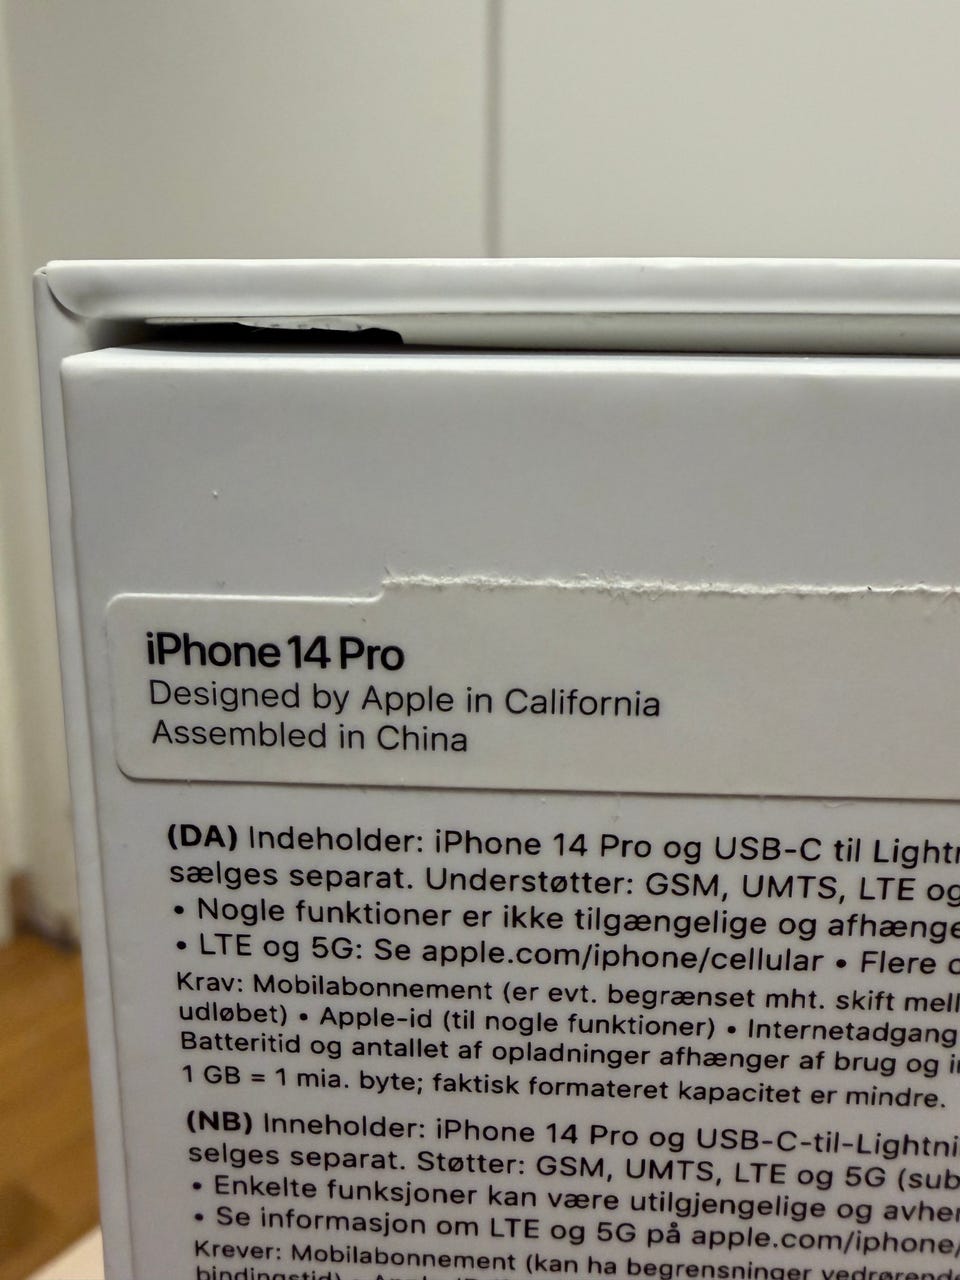 iPhone 14 Pro
Designed by Apple in California
Assembled in China
(DA) Indeholder: iPhone 14 Pro og USB-C til
sælges separat. Understøtter: GSM, UMTS, LTE og
• Nogle funktioner er ikke tilgængelige og
• LTE og 5G: Se apple.com/iphone/cellular • Flere
Krav: Mobilabonnement (er evt. begrænset mht. skift
udløbet) • Apple-id (til nogle funktioner) • Internetadgang
Batteritid og antallet af opladninger afhænger af brug og
1 GB = 1 mia. byte; faktisk formateret kapacitet er mindre.
(NB) Inneholder: iPhone 14 Pro og
selges separat. Støtter: GSM, UMTS, LTE og 5G
• Enkelte funksjoner kan være utilgjengelige og
• Se informasjon om LTE og 5G på apple.com/iphone/
Krever: Mobilabonnement (kan ha begrensninger